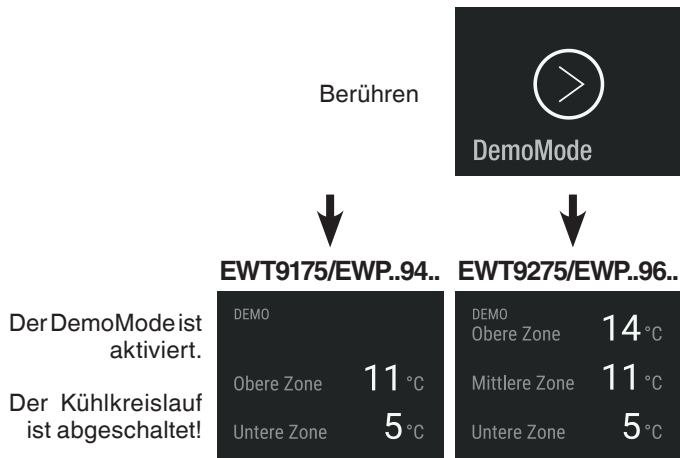 Berühren
DemoMode
EWT9175/EWP..94..
EWT9275/EWP..96..
Der DemoMode ist
aktiviert.
Der Kühlkreislauf
ist abgeschaltet!
DEMO
Obere Zone 11 °C
Untere Zone 5 °C
DEMO
Obere Zone 14 °C
Mittlere Zone 11 °C
Untere Zone 5 °C